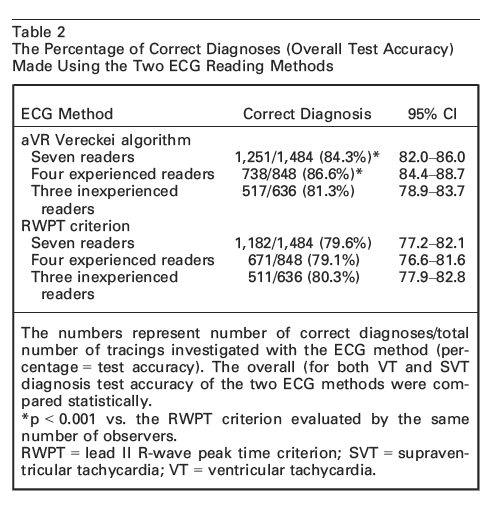 Table 2
The Percentage of Correct Diagnoses (Overall Test Accuracy)
Made Using the Two ECG Reading Methods
ECG Method Correct Diagnosis 95% CI
aVR Vereckei algorithm
Seven readers 1,251/1,484 (84.3%)* 82.0–86.0
Four experienced readers 738/848 (86.6%)* 84.4–88.7
Three inexperienced 517/636 (81.3%) 78.9–83.7
readers
RWPT criterion
Seven readers 1,182/1,484 (79.6%) 77.2–82.1
Four experienced readers 671/848 (79.1%) 76.6–81.6
Three inexperienced 511/636 (80.3%) 77.9–82.8
readers
The numbers represent number of correct diagnoses/total
number of tracings investigated with the ECG method (per-
centage = test accuracy). The overall (for both VT and SVT
diagnosis test accuracy of the two ECG methods were com-
pared statistically.
*p < 0.001 vs. the RWPT criterion evaluated by the same
number of observers.
RWPT = lead II R-wave peak time criterion; SVT = supraven-
tricular tachycardia; VT = ventricular tachycardia.